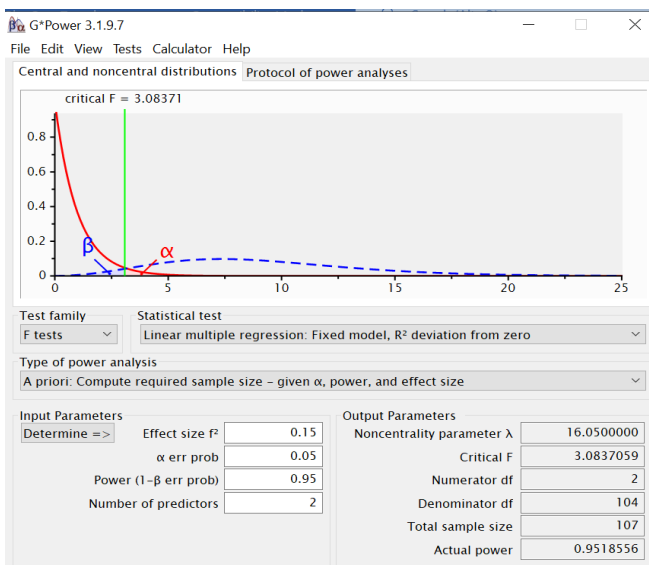 G*Power 3.1.9.7
File Edit View Tests Calculator Help
Central and noncentral distributions Protocol of power analyses
critical F = 3.08371
0.8
0.6
0.4
0.2
0
β
α
0 5 10 15 20 25
Test family Statistical test
F tests Linear multiple regression: Fixed model, R² deviation from zero
Type of power analysis
A priori: Compute required sample size – given α, power, and effect size
Input Parameters Output Parameters
Determine => Effect size f² 0.15 Noncentrality parameter λ 16.0500000
α err prob 0.05 Critical F 3.0837059
Power (1-β err prob) 0.95 Numerator df 2
Number of predictors 2 Denominator df 104
Total sample size 107
Actual power 0.9518556